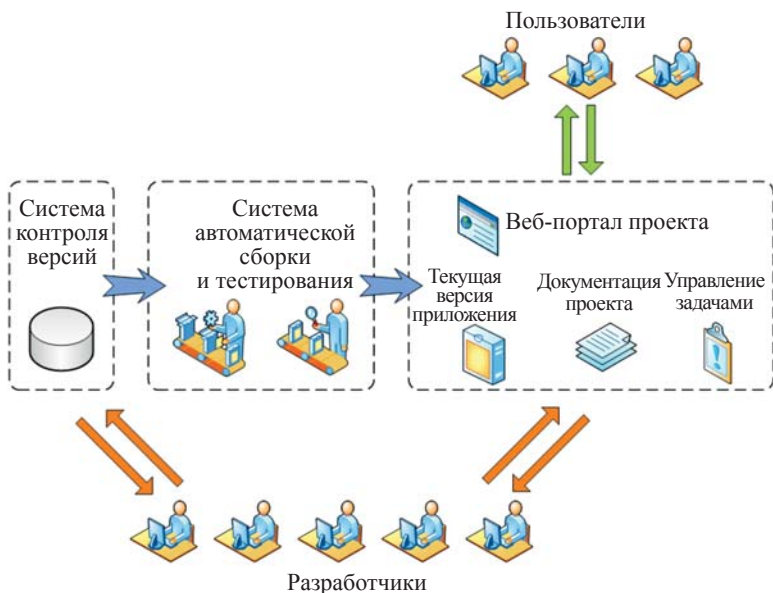 Пользователи
Система
контроля
версий
Система
автоматической
сборки
и тестирования
Веб-портал проекта
Текущая
версия
приложения
Документация
проекта
Управление
задачами
Разработчики